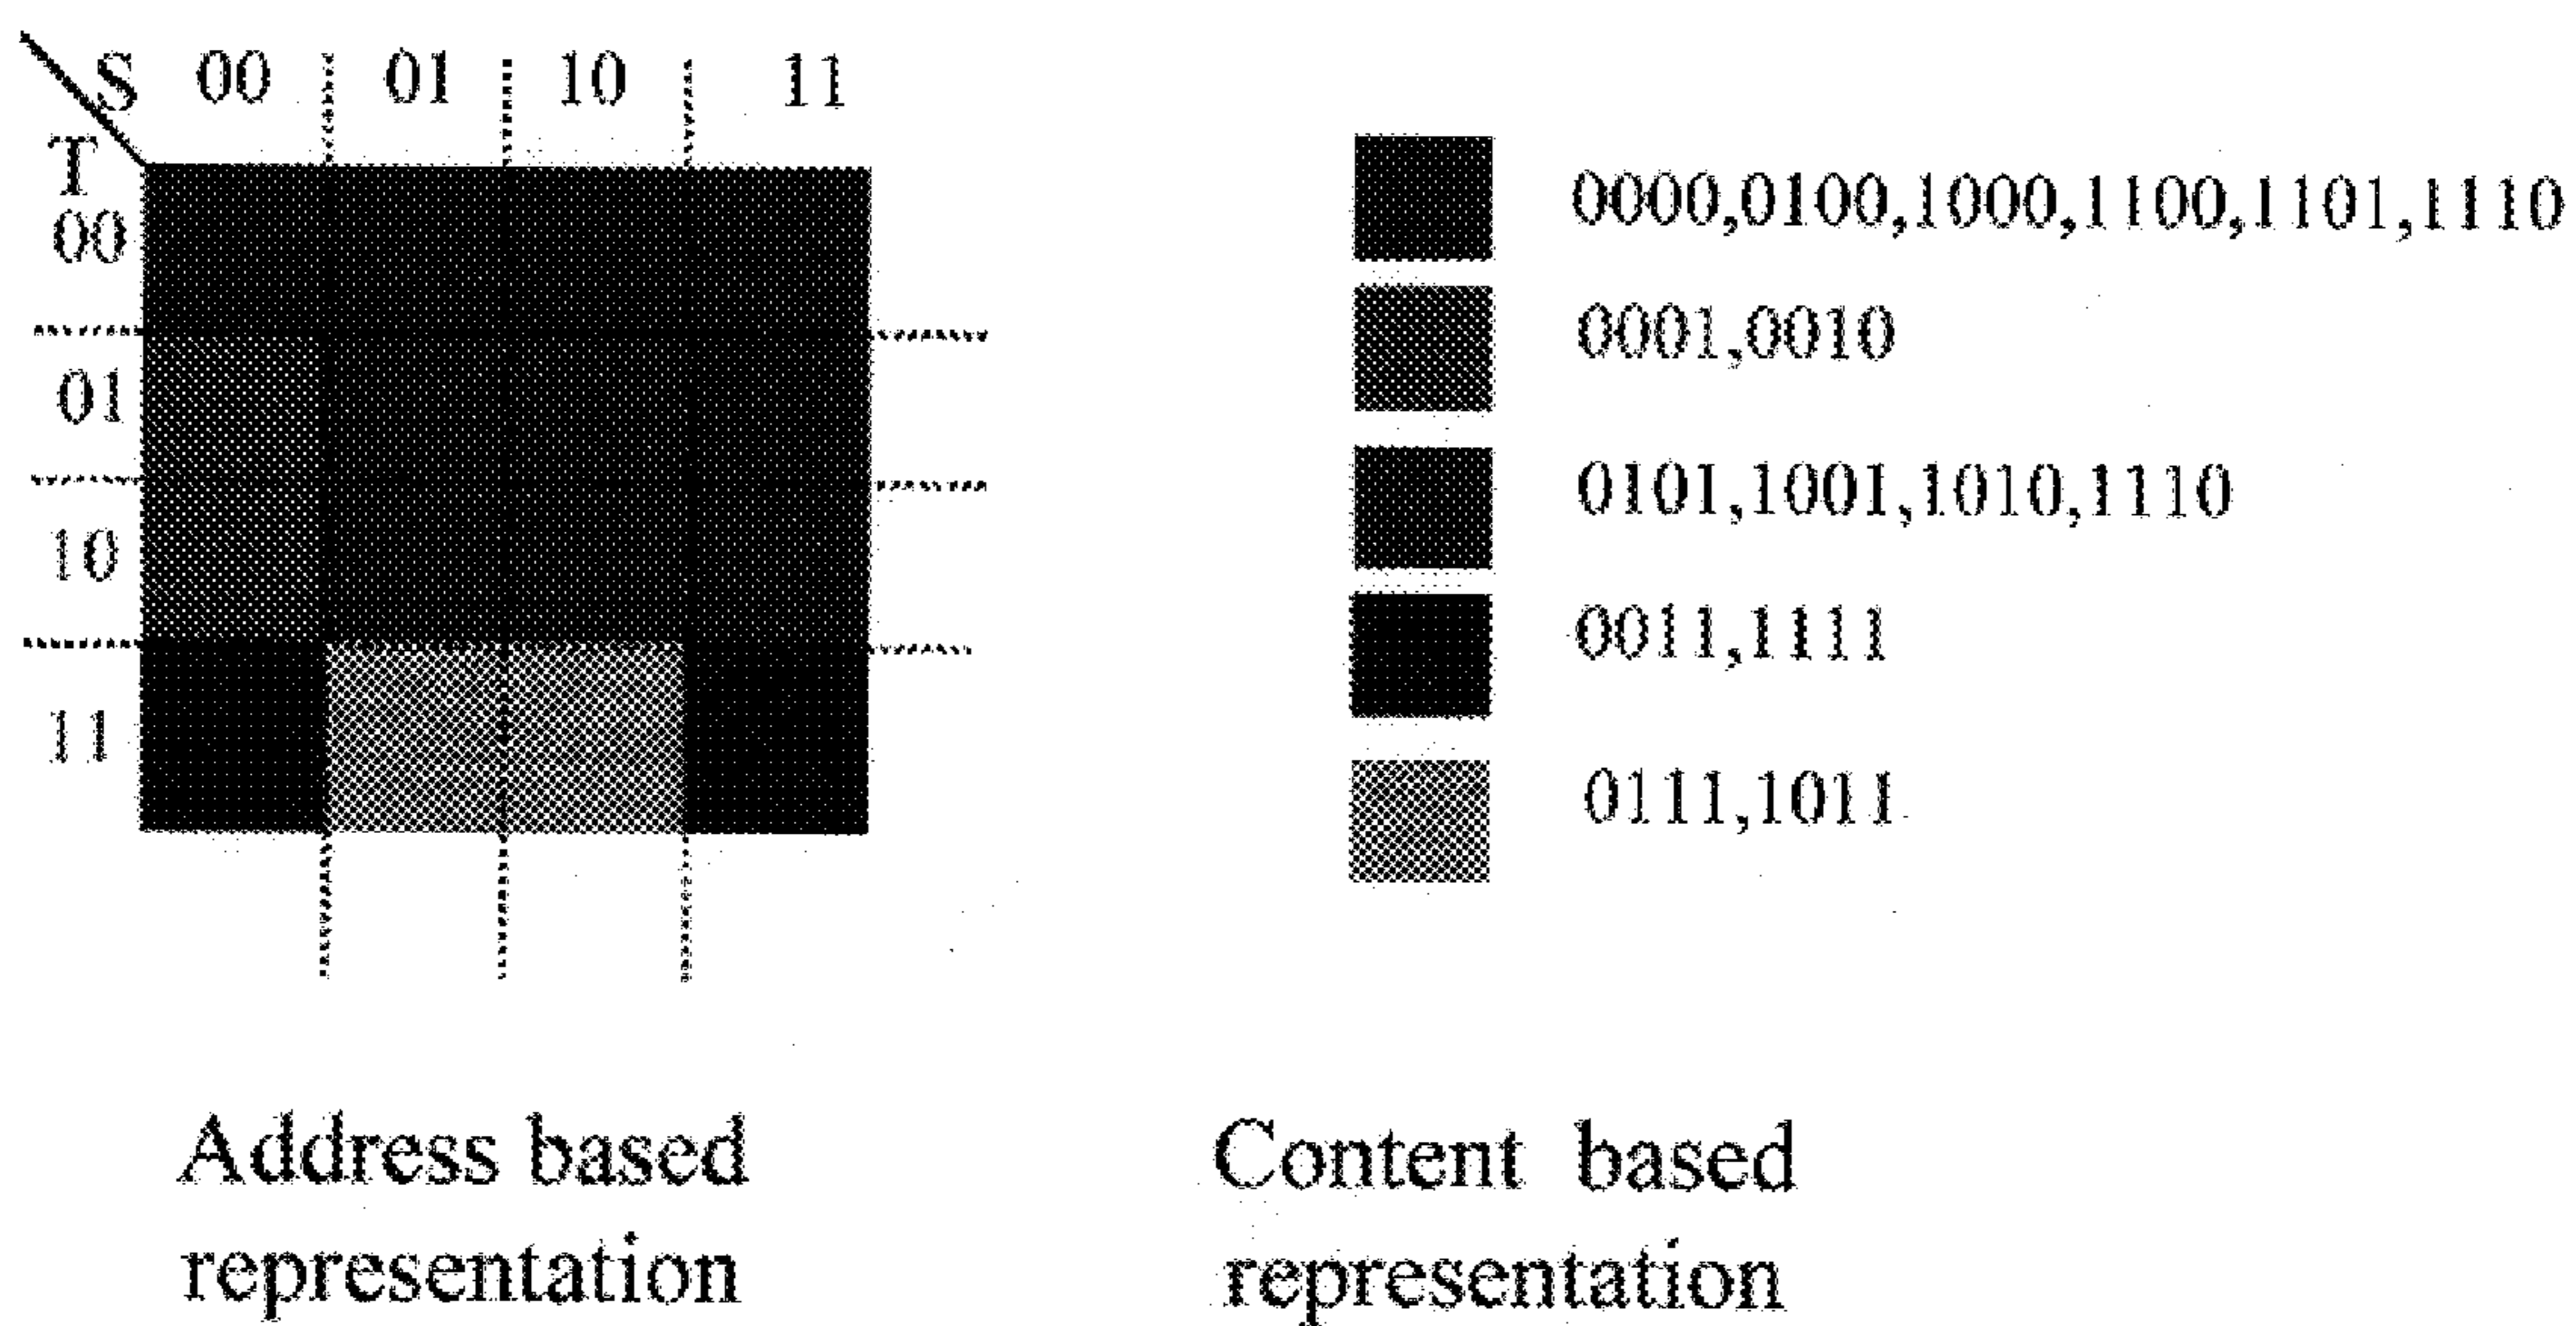 S 00 01 10 11
T
00
01
10
11
0000,0100,1000,1100,1101,1110
0001,0010
0101,1001,1010,1110
0011,1111
0111,1011
Address based
representation
Content based
representation